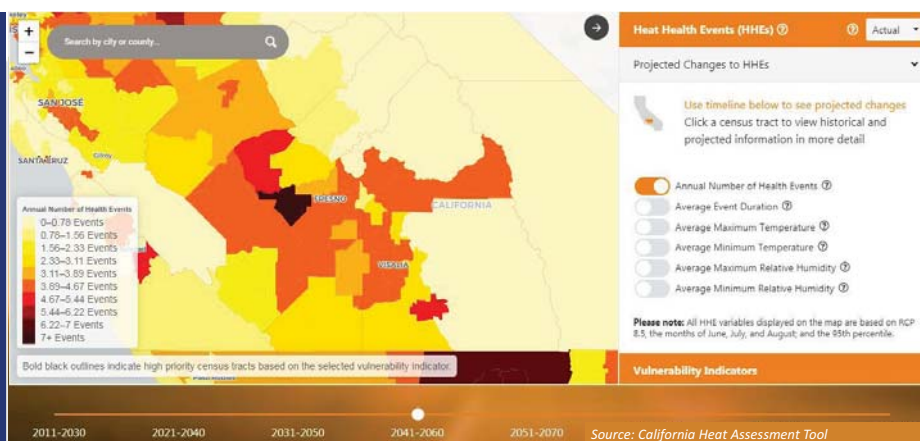 +
−
Search by city or county...
SAN JOSÉ
SANTA CRUZ
Gilroy
FRESNO
CALIFORNIA
VISALIA
Annual Number of Health Events
0–0.78 Events
0.78–1.56 Events
1.56–2.33 Events
2.33–3.11 Events
3.11–3.89 Events
3.89–4.67 Events
4.67–5.44 Events
5.44–6.22 Events
6.22–7 Events
7+ Events
Bold black outlines indicate high priority census tracts based on the selected vulnerability indicator.
Heat Health Events (HHEs) ? ? Actual
Projected Changes to HHEs
Use timeline below to see projected changes
Click a census tract to view historical and
projected information in more detail
Annual Number of Health Events ?
Average Event Duration ?
Average Maximum Temperature ?
Average Minimum Temperature ?
Average Maximum Relative Humidity ?
Average Minimum Relative Humidity ?
Please note: All HHE variables displayed on the map are based on RCP
8.5, the months of June, July, and August; and the 95th percentile.
Vulnerability Indicators
2011-2030 2021-2040 2031-2050 2041-2060 2051-2070
Source: California Heat Assessment Tool